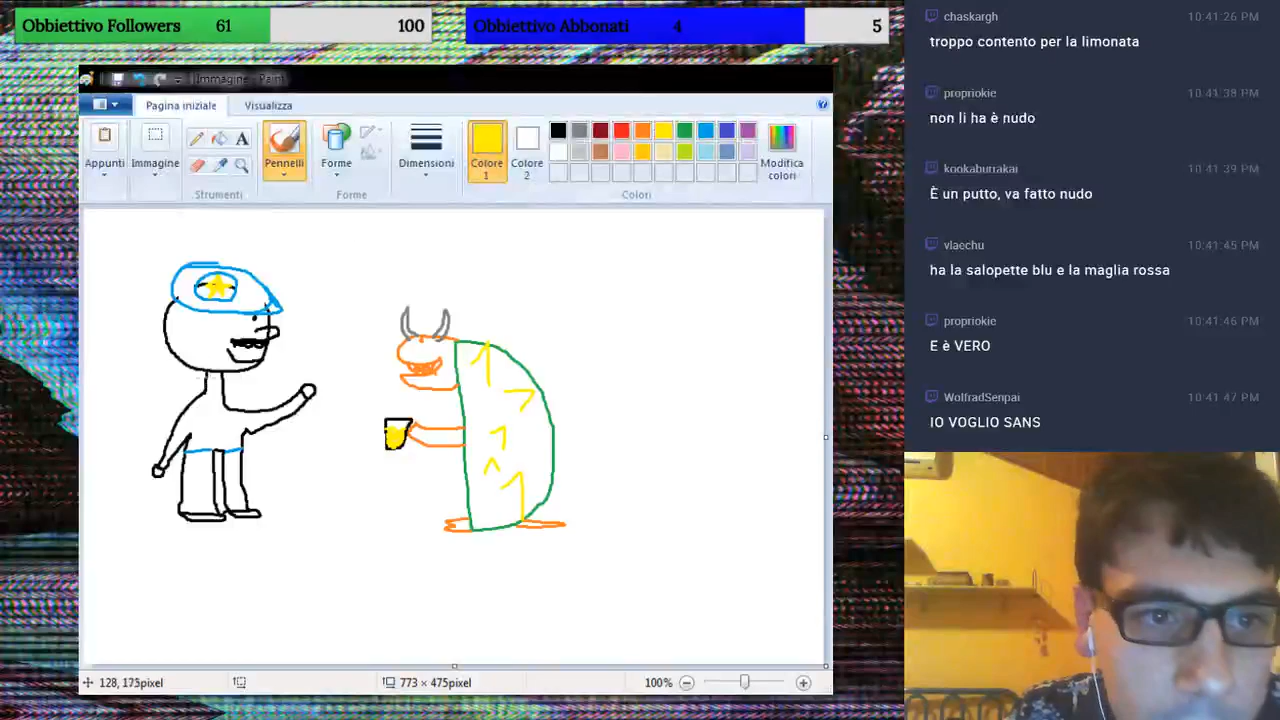 Obbiettivo Followers 61 100
Obbiettivo Abbonati 4 5
Immagine - Paint
Pagina iniziale Visualizza
Appunti
Immagine
Strumenti
Pennelli
Forme
Forme
Dimensioni
Colore 1
Colore 2
Modifica colori
Colori
128, 175pixel
773 × 475pixel
100%
chaskargh 10:41:26 PM
troppo contento per la limonata
propriokie 10:41:39 PM
non li ha è nudo
kookaburrakai 10:41:39 PM
È un putto, va fatto nudo
vlaechu 10:41:45 PM
ha la salopette blu e la maglia rossa
propriokie 10:41:46 PM
E è VERO
WolfradSenpai 10:41:47 PM
IO VOGLIO SANS